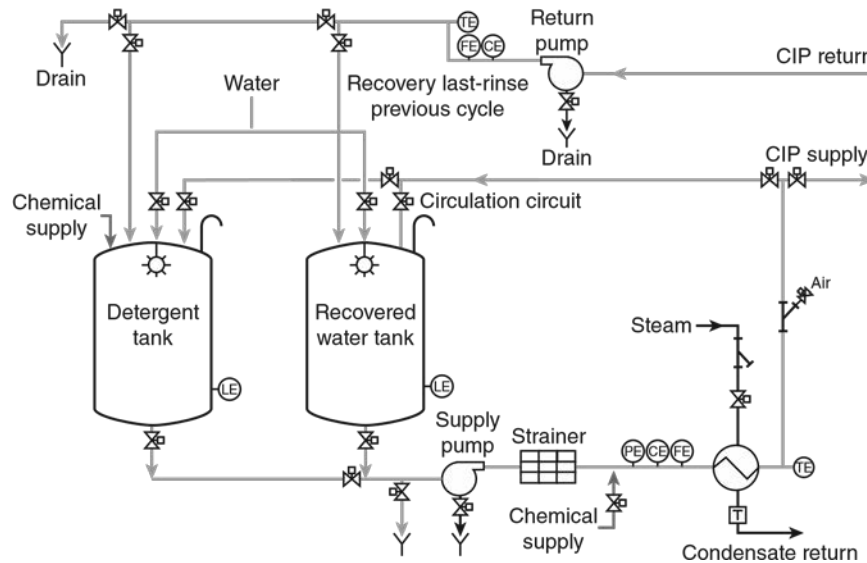 TE
Return
pump
FE
CE
CIP return
Drain
Water
Recovery last-rinse
previous cycle
Drain
CIP supply
Chemical
supply
Circulation circuit
Air
Detergent
tank
Recovered
water tank
Steam
LE
LE
Supply
pump
Strainer
PE
CE
FE
TE
Chemical
supply
T
Condensate return